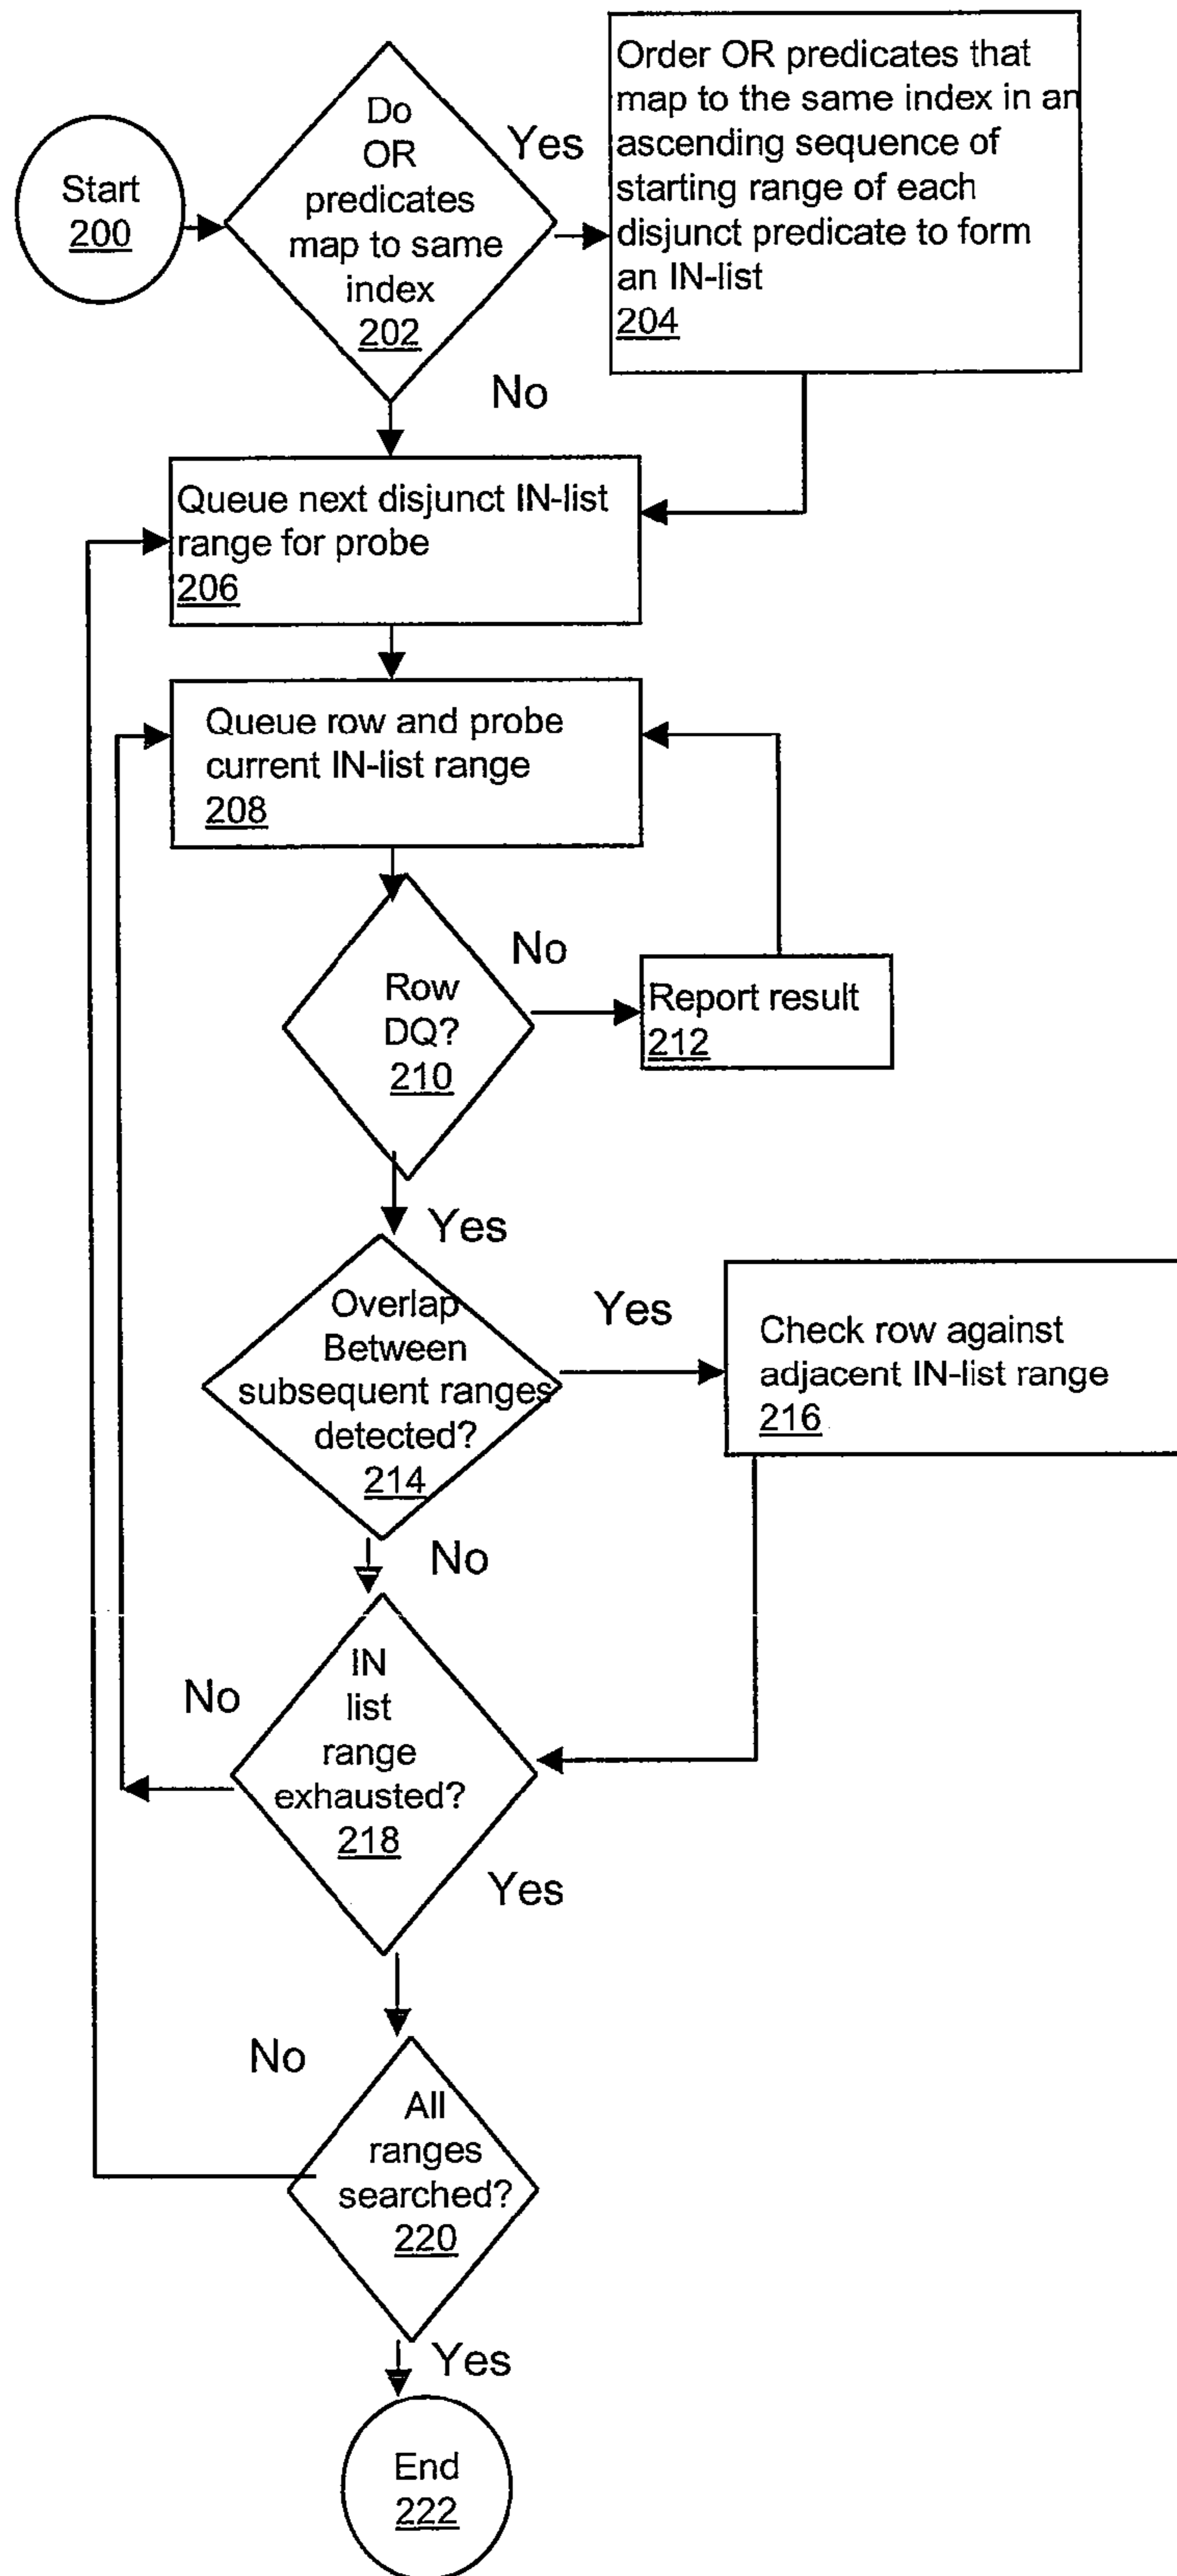 Start
200
Do
OR
predicates
map to same
index
202
Yes
Order OR predicates that
map to the same index in an
ascending sequence of
starting range of each
disjunct predicate to form
an IN-list
204
No
Queue next disjunct IN-list
range for probe
206
Queue row and probe
current IN-list range
208
Row
DQ?
210
No
Report result
212
Yes
Overlap
Between
subsequent ranges
detected?
214
Yes
Check row against
adjacent IN-list range
216
No
IN
list
range
exhausted?
218
No
Yes
All
ranges
searched?
220
No
Yes
End
222